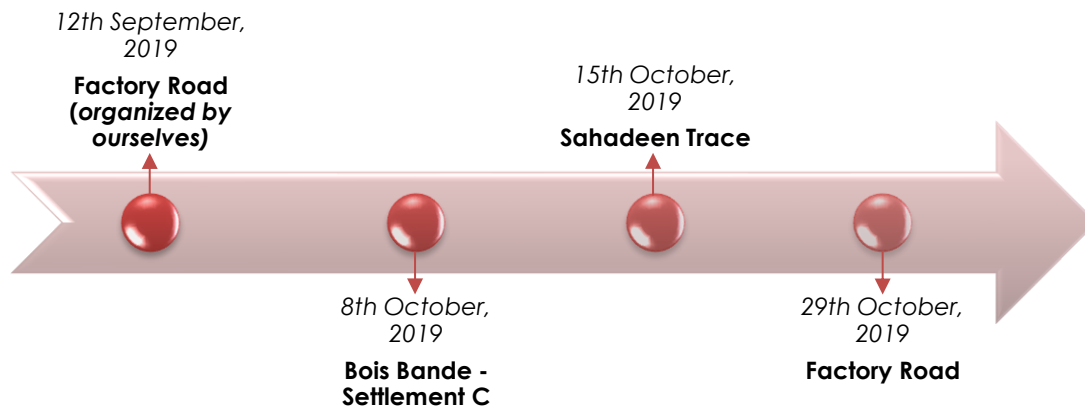 12th September,
2019
Factory Road
(organized by
ourselves)
8th October,
2019
Bois Bande -
Settlement C
15th October,
2019
Sahadeen Trace
29th October,
2019
Factory Road